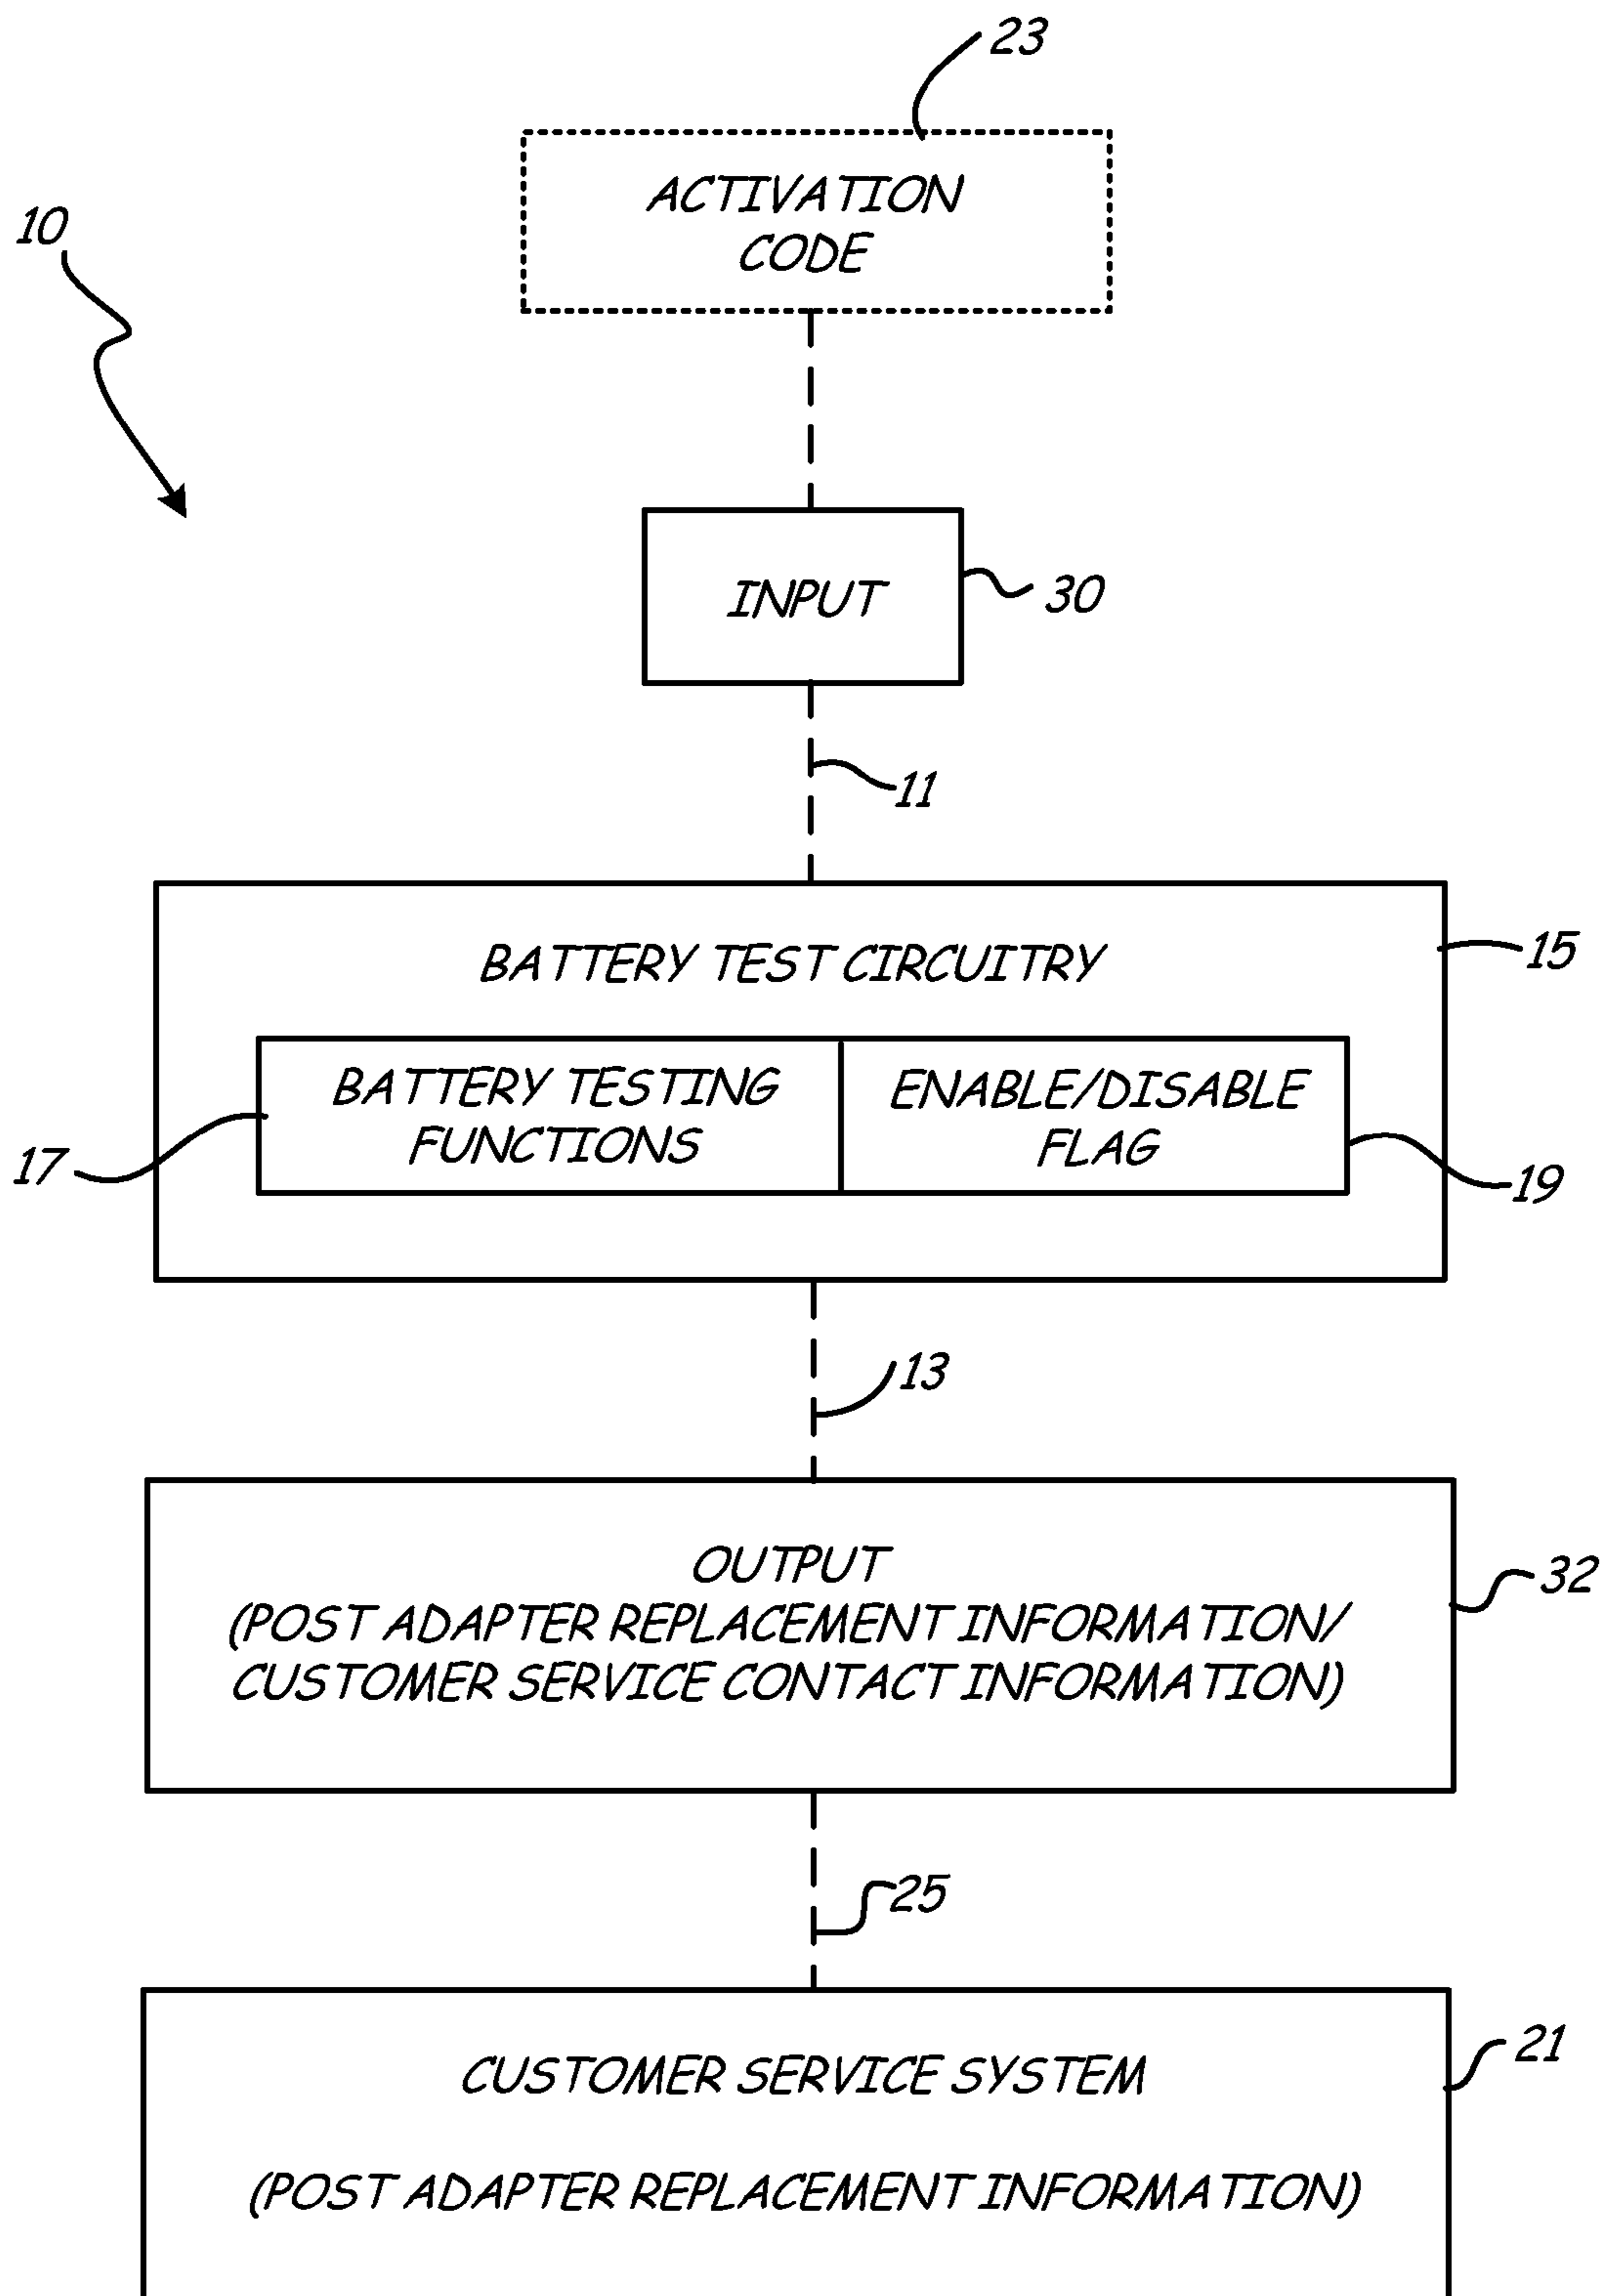 23
ACTIVATION
CODE
10
INPUT
30
11
BATTERY TEST CIRCUITRY
15
BATTERY TESTING
FUNCTIONS
ENABLE/DISABLE
FLAG
17
19
13
OUTPUT
(POST ADAPTER REPLACEMENT INFORMATION/
CUSTOMER SERVICE CONTACT INFORMATION)
32
25
CUSTOMER SERVICE SYSTEM
21
(POST ADAPTER REPLACEMENT INFORMATION)